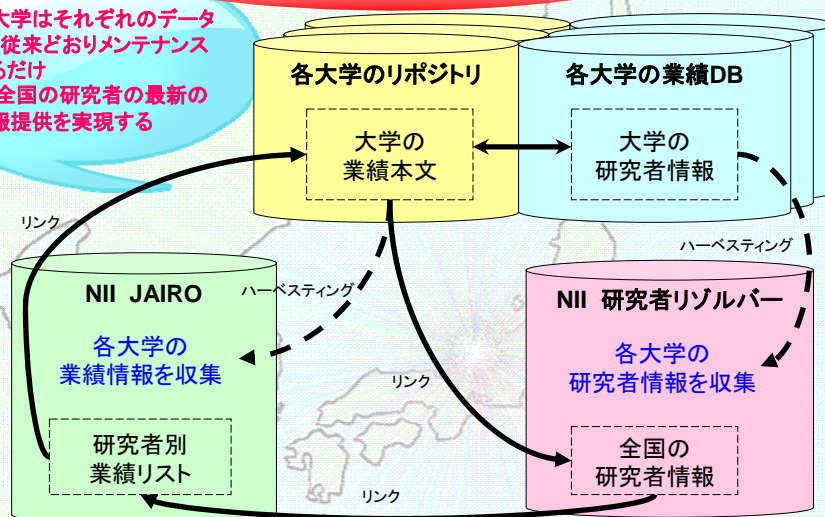 大学はそれぞれのデータ
従来どおりメンテナンス
るだけ
全国の研究者の最新の
報提供を実現する
各大学のリポジトリ
各大学の業績DB
大学の
業績本文
大学の
研究者情報
リンク
ハーベスティング
ハーベスティング
NII JAIRO
NII 研究者リゾルバー
各大学の
業績情報を収集
各大学の
研究者情報を収集
リンク
研究者別
業績リスト
全国の
研究者情報
リンク